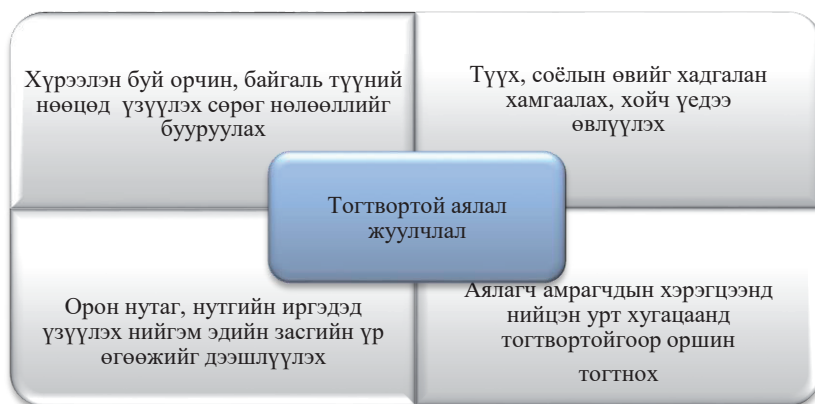 Хүрээлэн буй орчин, байгаль түүний
нөөцөд үзүүлэх сөрөг нөлөөллийг
бууруулах
Түүх, соёлын өвийг хадгалан
хамгаалах, хойч үедээ
өвлүүлэх
Тогтвортой аялал
жуулчлал
Орон нутаг, нутгийн иргэдэд
үзүүлэх нийгэм эдийн засгийн үр
өгөөжийг дээшлүүлэх
Аялагч амрагчдын хэрэгцээнд
нийцэн урт хугацаанд
тогтвортойгоор оршин
тогтнох